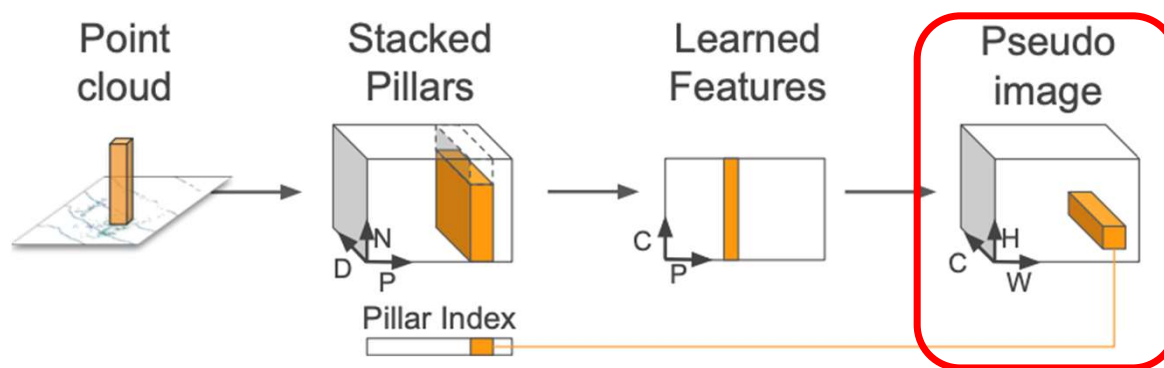 Point
cloud
Stacked
Pillars
Learned
Features
Pseudo
image
N
D
P
C
P
H
C
W
Pillar Index